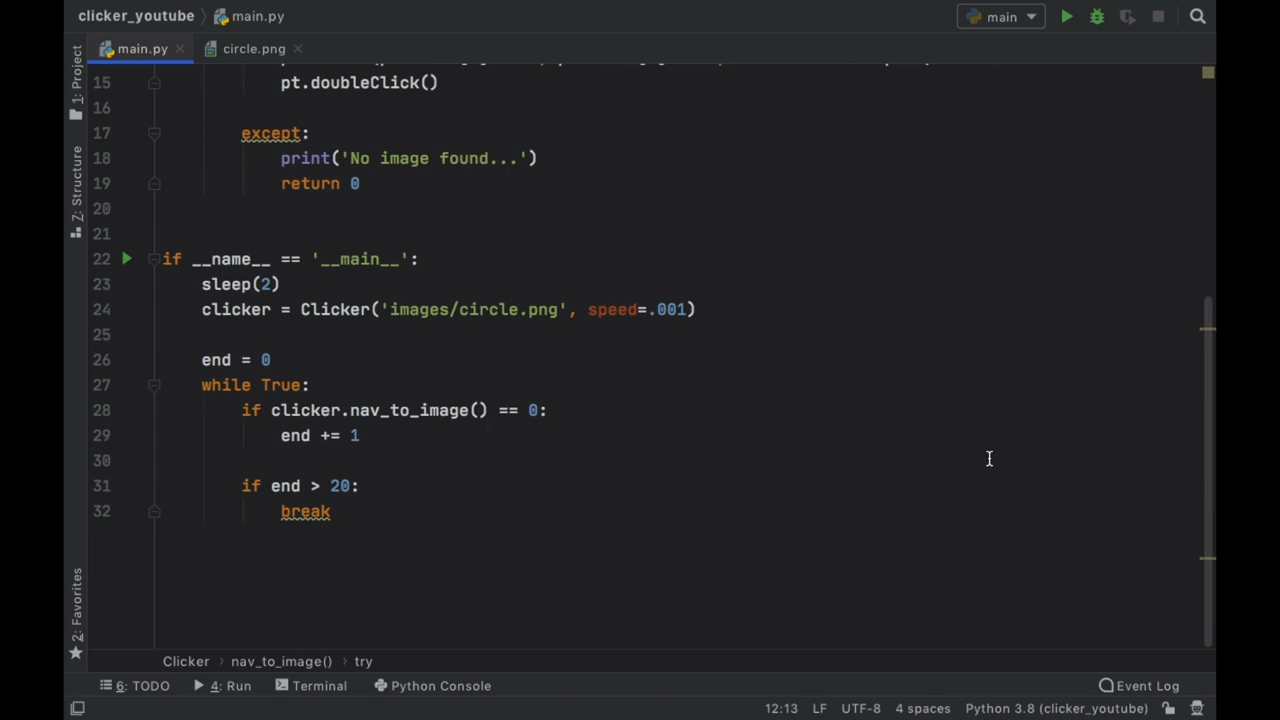 clicker_youtube main.py
main
main.py circle.png
1: Project
7: Structure
2: Favorites
15 pt.doubleClick()
16
17 except:
18 print('No image found...')
19 return 0
20
21
22 if __name__ == '__main__':
23 sleep(2)
24 clicker = Clicker('images/circle.png', speed=.001)
25
26 end = 0
27 while True:
28 if clicker.nav_to_image() == 0:
29 end += 1
30
31 if end > 20:
32 break
Clicker nav_to_image() try
6: TODO 4: Run Terminal Python Console Event Log
12:13 LF UTF-8 4 spaces Python 3.8 (clicker_youtube)